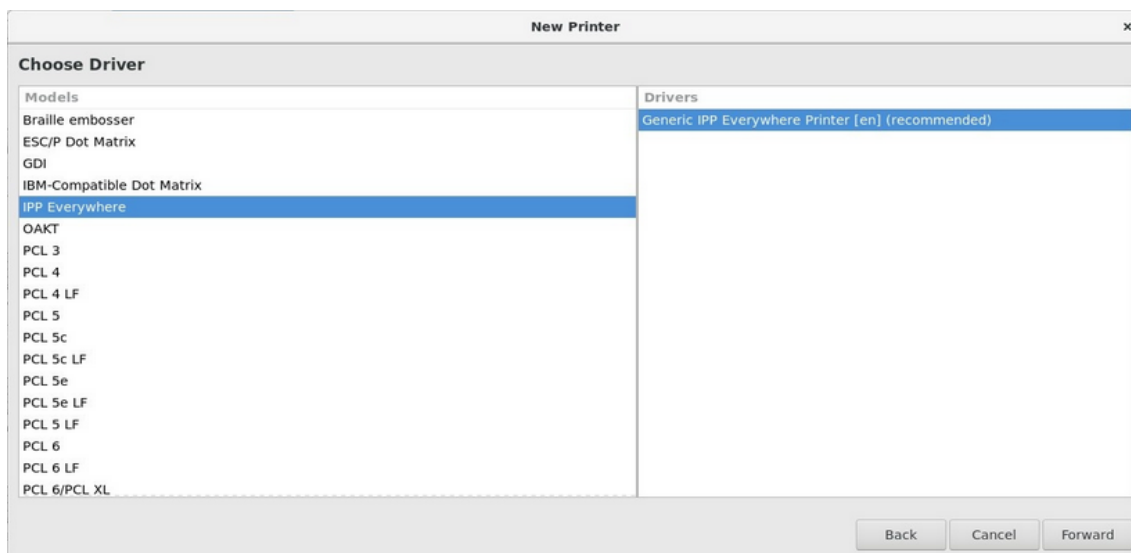 New Printer
×
Choose Driver
Models
Braille embosser
ESC/P Dot Matrix
GDI
IBM-Compatible Dot Matrix
IPP Everywhere
OAKT
PCL 3
PCL 4
PCL 4 LF
PCL 5
PCL 5c
PCL 5c LF
PCL 5e
PCL 5e LF
PCL 5 LF
PCL 6
PCL 6 LF
PCL 6/PCL XL
Drivers
Generic IPP Everywhere Printer [en] (recommended)
Back
Cancel
Forward